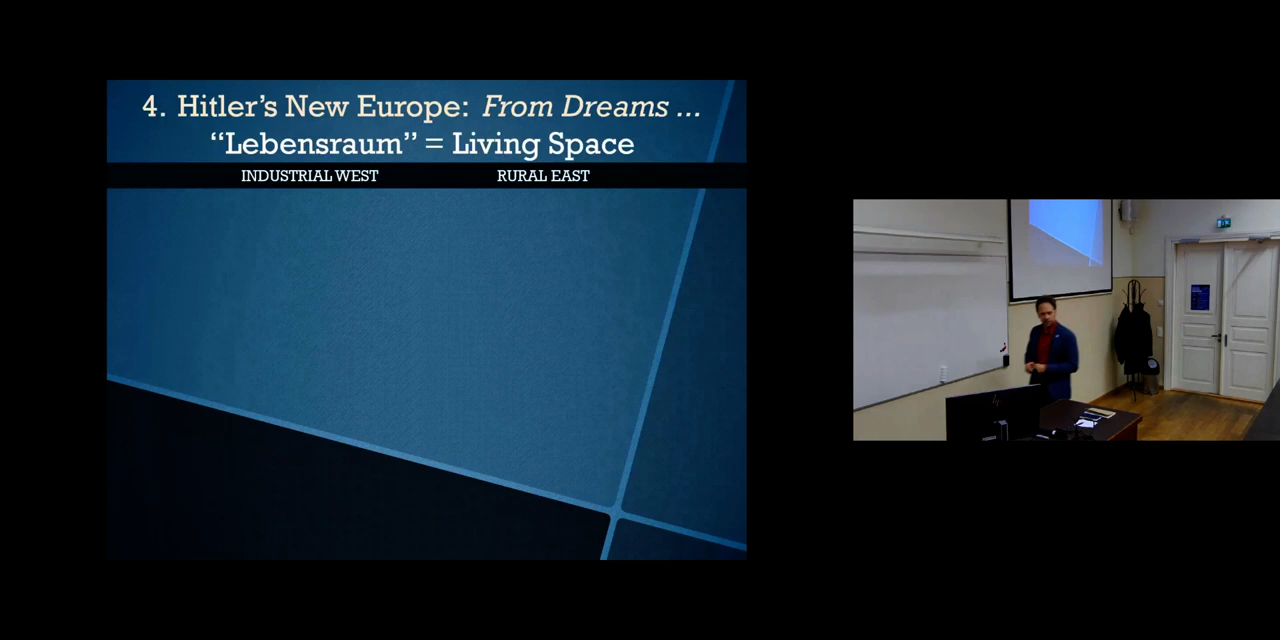 4. Hitler's New Europe: From Dreams ...
“Lebensraum” = Living Space
INDUSTRIAL WEST
RURAL EAST